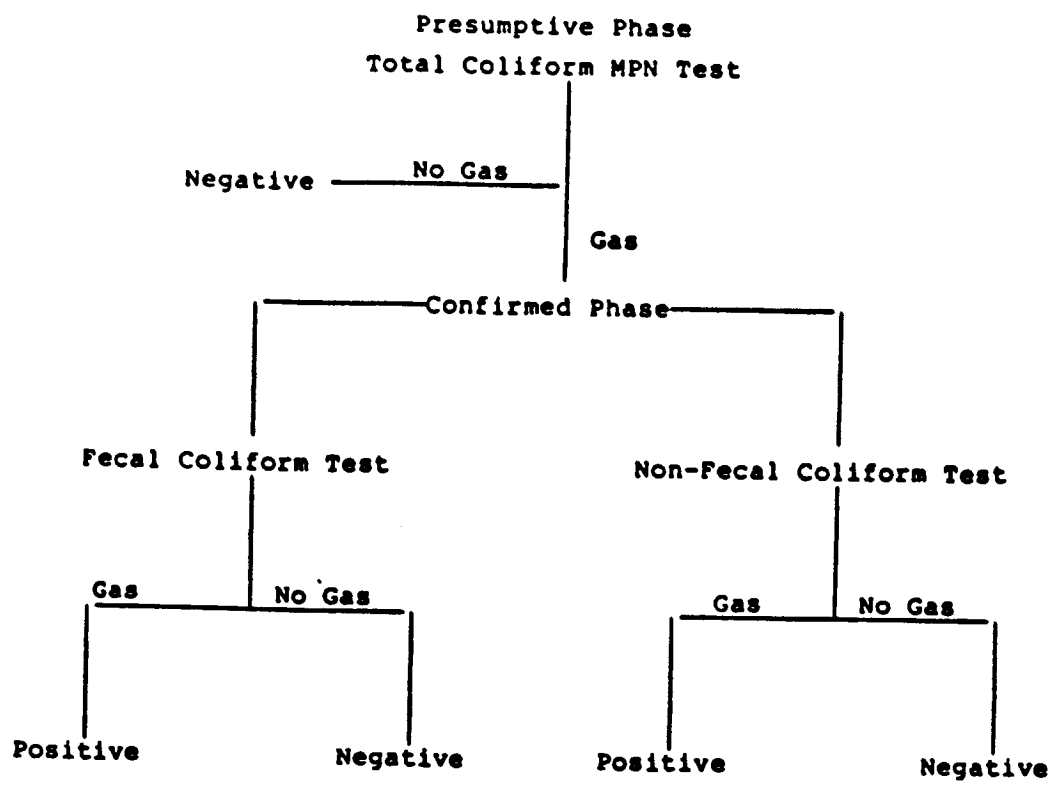 Presumptive Phase
Total Coliform MPN Test
No Gas
Negative
Gas
Confirmed Phase
Fecal Coliform Test
Non-Fecal Coliform Test
Gas
No Gas
Gas
No Gas
Positive
Negative
Positive
Negative